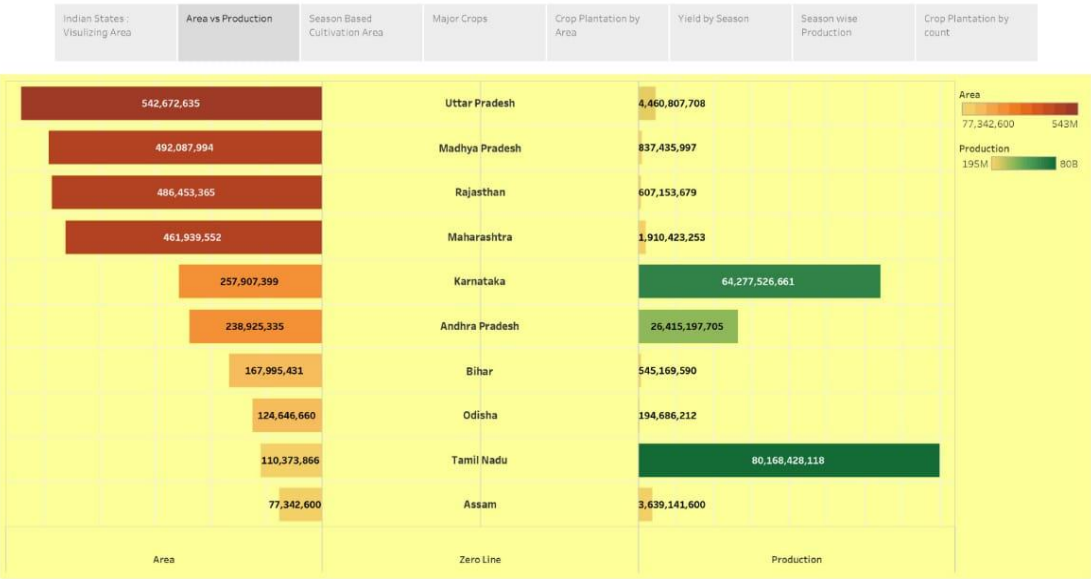 Indian States :
Visulizing Area
Area vs Production
Season Based
Cultivation Area
Major Crops
Crop Plantation by
Area
Yield by Season
Season wise
Production
Crop Plantation by
count
542,672,635 Uttar Pradesh 4,460,807,708
492,087,994 Madhya Pradesh 837,435,997
486,453,365 Rajasthan 607,153,679
461,939,552 Maharashtra 1,910,423,253
257,907,399 Karnataka 64,277,526,661
238,925,335 Andhra Pradesh 26,415,197,705
167,995,431 Bihar 545,169,590
124,646,660 Odisha 194,686,212
110,373,866 Tamil Nadu 80,168,428,118
77,342,600 Assam 3,639,141,600
Area Zero Line Production
Area
77,342,600 543M
Production
195M 80B